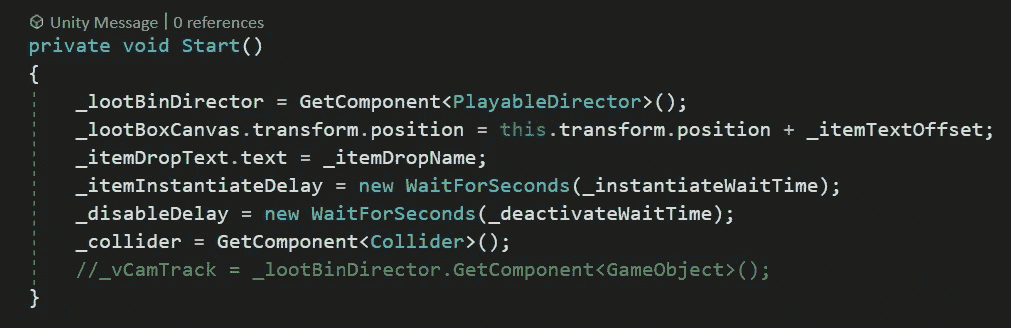 Unity Message | 0 references
private void Start()
{
_lootBinDirector = GetComponent<PlayableDirector>();
_lootBoxCanvas.transform.position = this.transform.position + _itemTextOffset;
_itemDropText.text = _itemDropName;
_itemInstantiateDelay = new WaitForSeconds(_instantiateWaitTime);
_disableDelay = new WaitForSeconds(_deactivateWaitTime);
_collider = GetComponent<Collider>();
//_vCamTrack = _lootBinDirector.GetComponent<GameObject>();
}